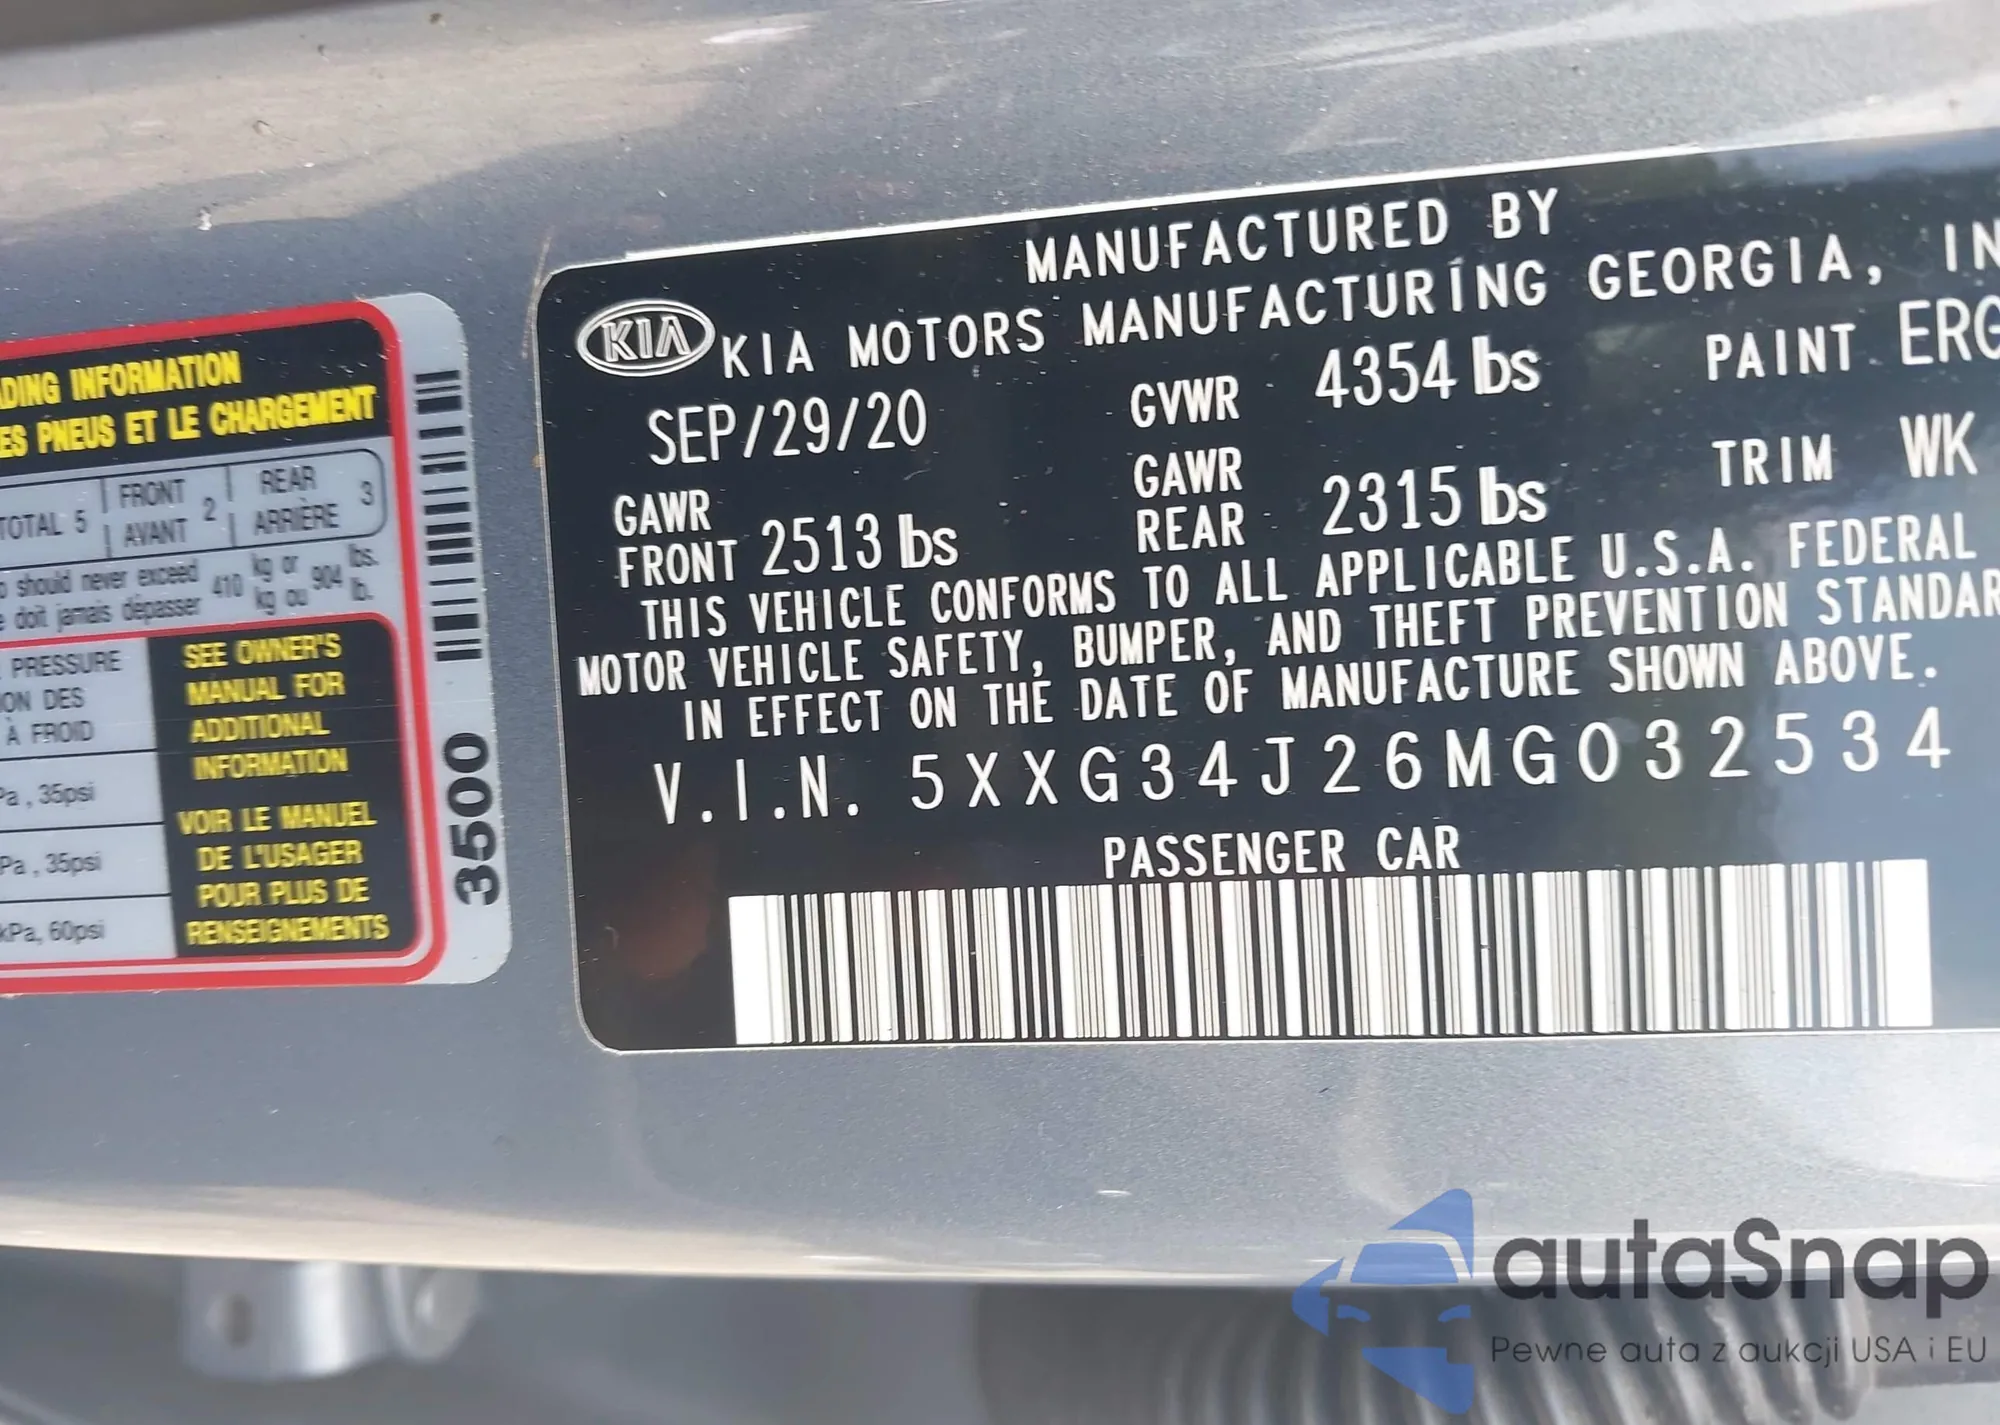 ADING INFORMATION
ES PNEUS ET LE CHARGEMENT
TOTAL 5 FRONT AVANT 2 REAR ARRIÈRE 3
should never exceed 410 kg or 904 lbs.
doit jamais dépasser kg ou lb.
PRESSURE
ON DES
À FROID
Pa , 35psi
Pa , 35psi
kPa, 60psi
SEE OWNER'S
MANUAL FOR
ADDITIONAL
INFORMATION
VOIR LE MANUEL
DE L'USAGER
POUR PLUS DE
RENSEIGNEMENTS
3500
MANUFACTURED BY
KIA KIA MOTORS MANUFACTURING GEORGIA, IN
SEP/29/20 GVWR 4354 lbs PAINT ERG
GAWR FRONT 2513 lbs GAWR REAR 2315 lbs TRIM WK
THIS VEHICLE CONFORMS TO ALL APPLICABLE U.S.A. FEDERAL
MOTOR VEHICLE SAFETY, BUMPER, AND THEFT PREVENTION STANDAR
IN EFFECT ON THE DATE OF MANUFACTURE SHOWN ABOVE.
V.I.N. 5XXG34J26MG032534
PASSENGER CAR
autaSnap
Pewne auta z aukcji USA i EU